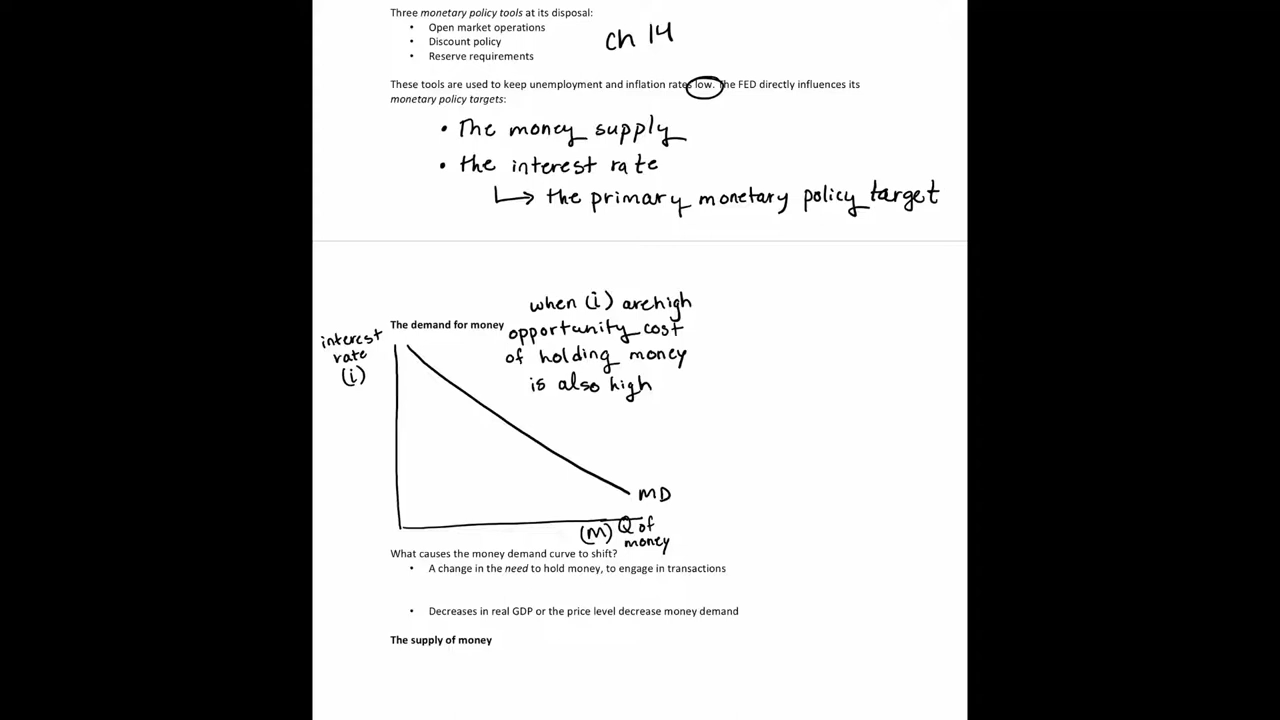 Three monetary policy tools at its disposal:
• Open market operations
• Discount policy
• Reserve requirements
ch 14
These tools are used to keep unemployment and inflation rates low. The FED directly influences its
monetary policy targets:
• The money supply
• the interest rate
↳ the primary monetary policy target
when (i) are high
opportunity cost
of holding money
is also high
The demand for money
interest
rate
(i)
MD
(M) Q of
money
What causes the money demand curve to shift?
• A change in the need to hold money, to engage in transactions
• Decreases in real GDP or the price level decrease money demand
The supply of money